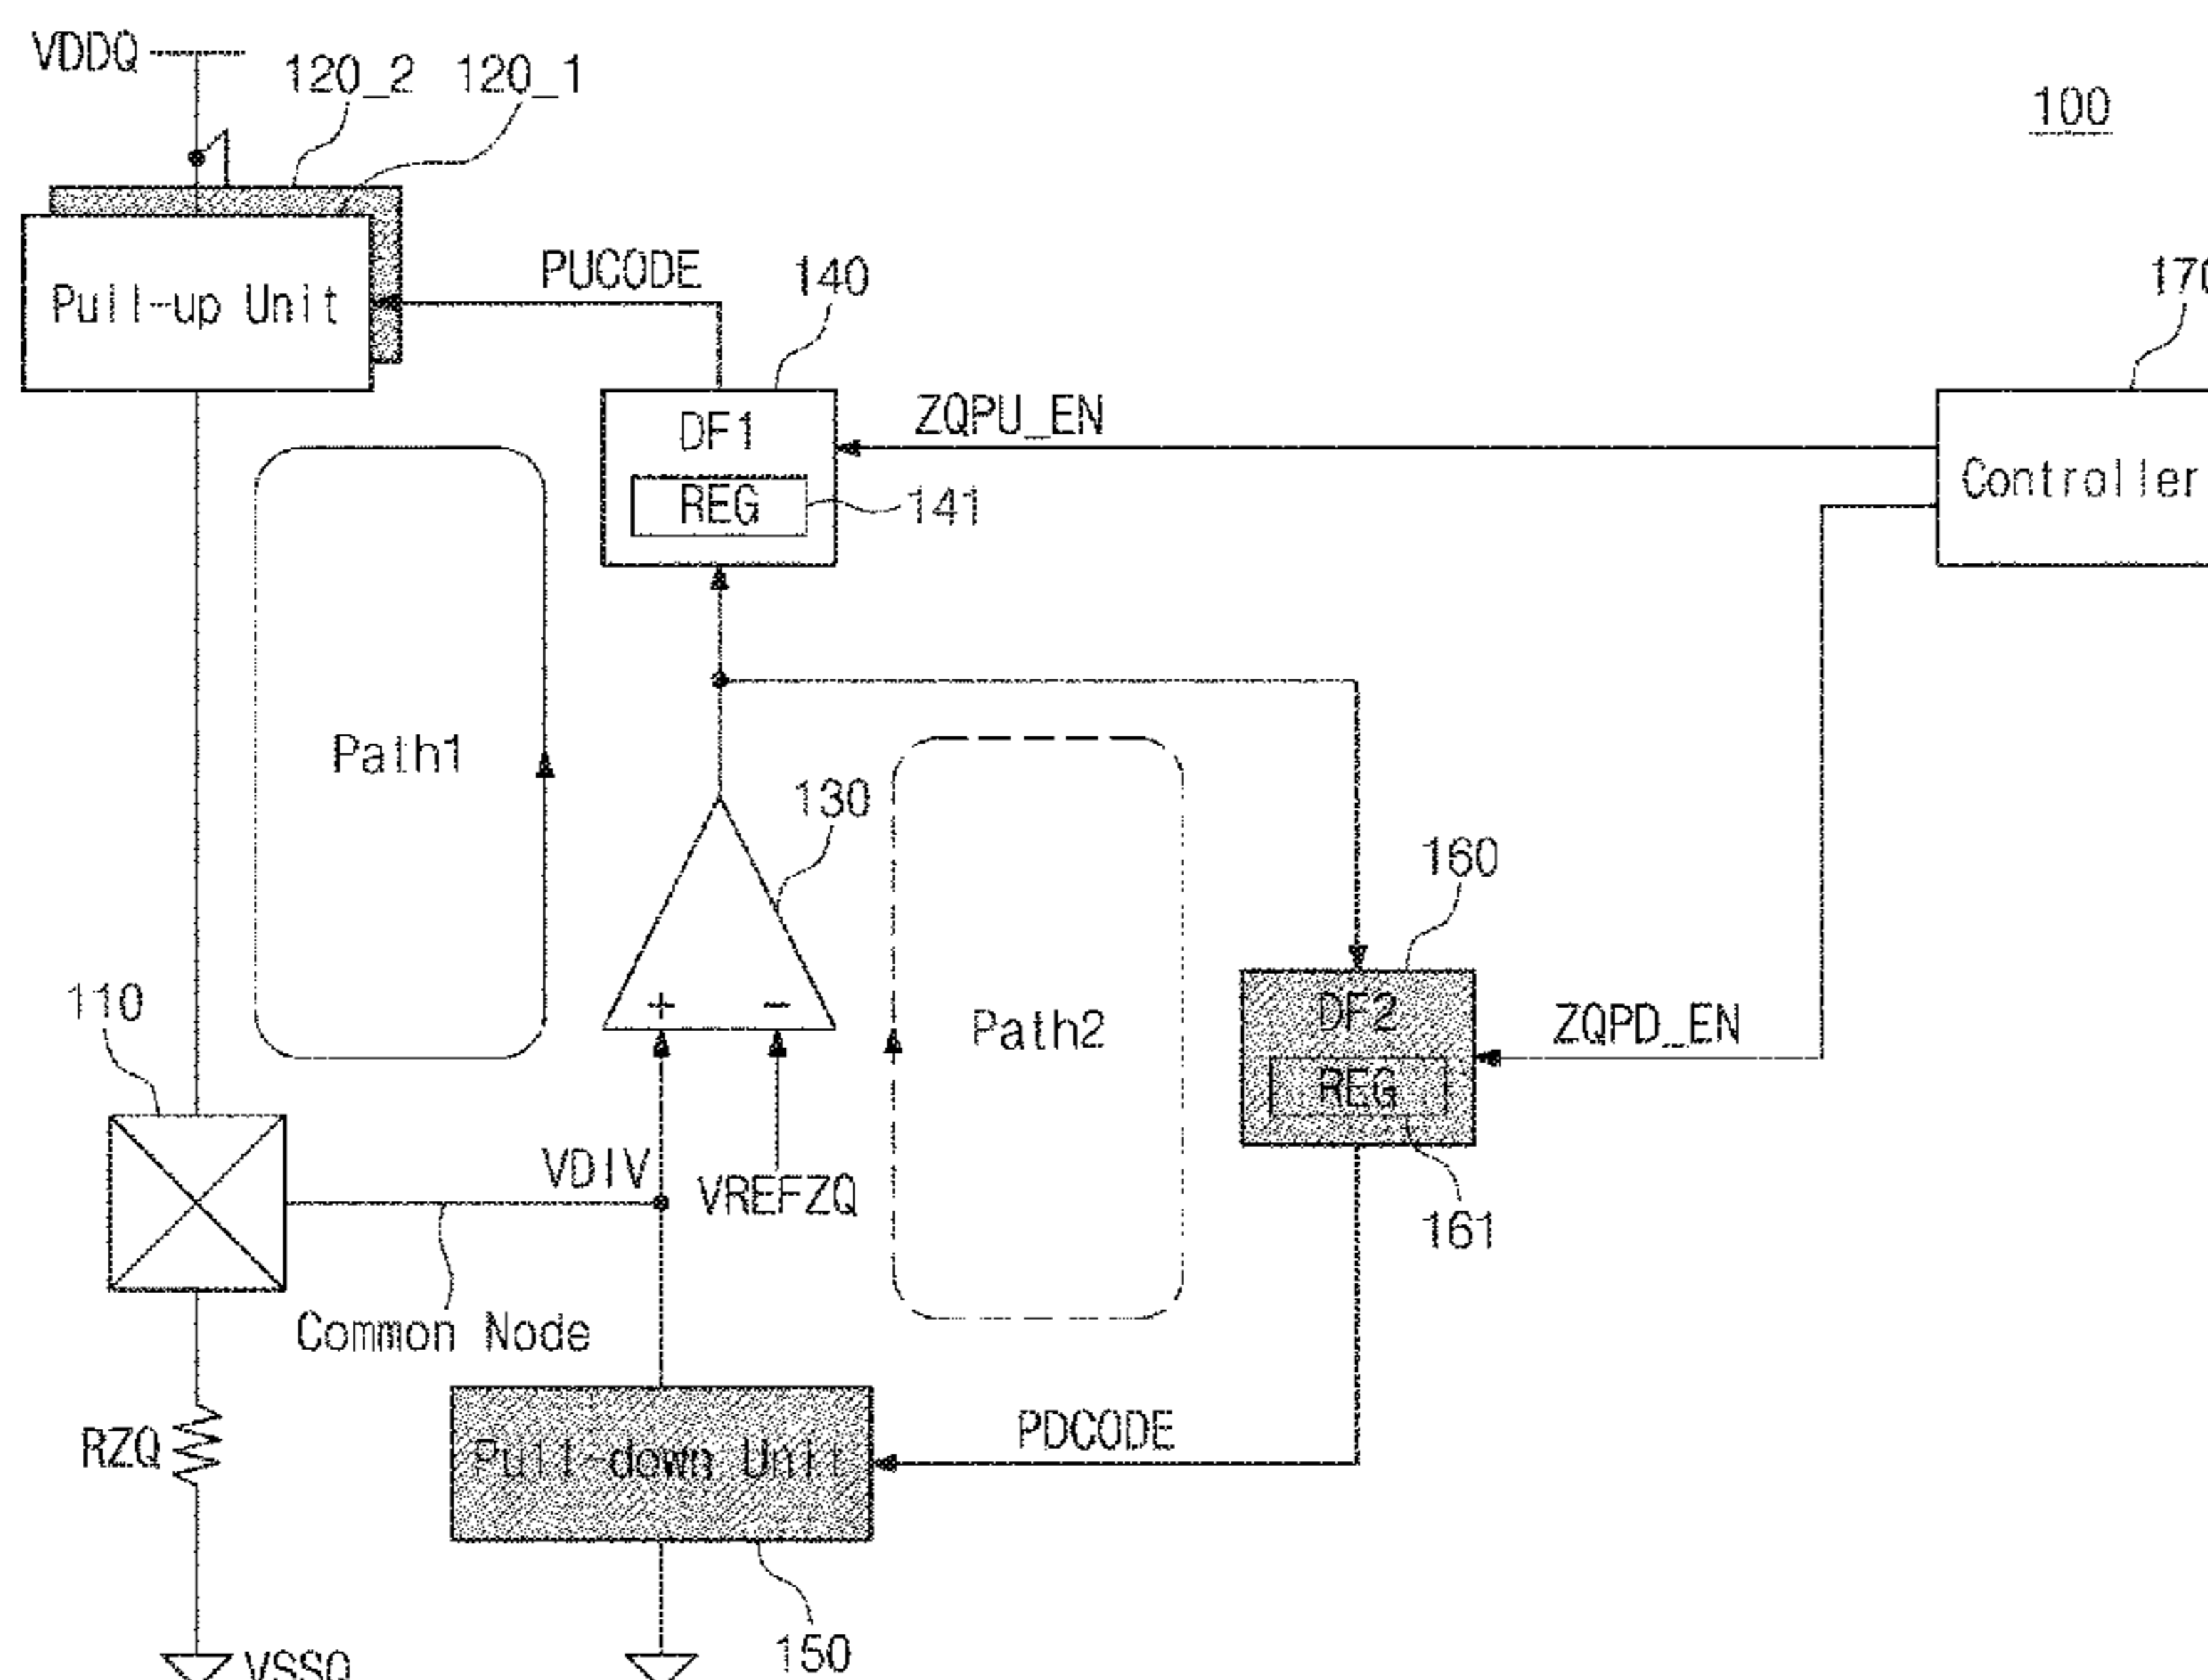 VDDQ
120_2
120_1
100
Pull-up Unit
PUCODE
140
170
DF1
REG
141
ZQPU_EN
Controller
Path1
130
Path2
160
DF2
REG
161
ZQPD_EN
110
+
−
VDIV
VREFZQ
Common Node
RZQ
Pull-down Unit
PDCODE
150
VSSQ